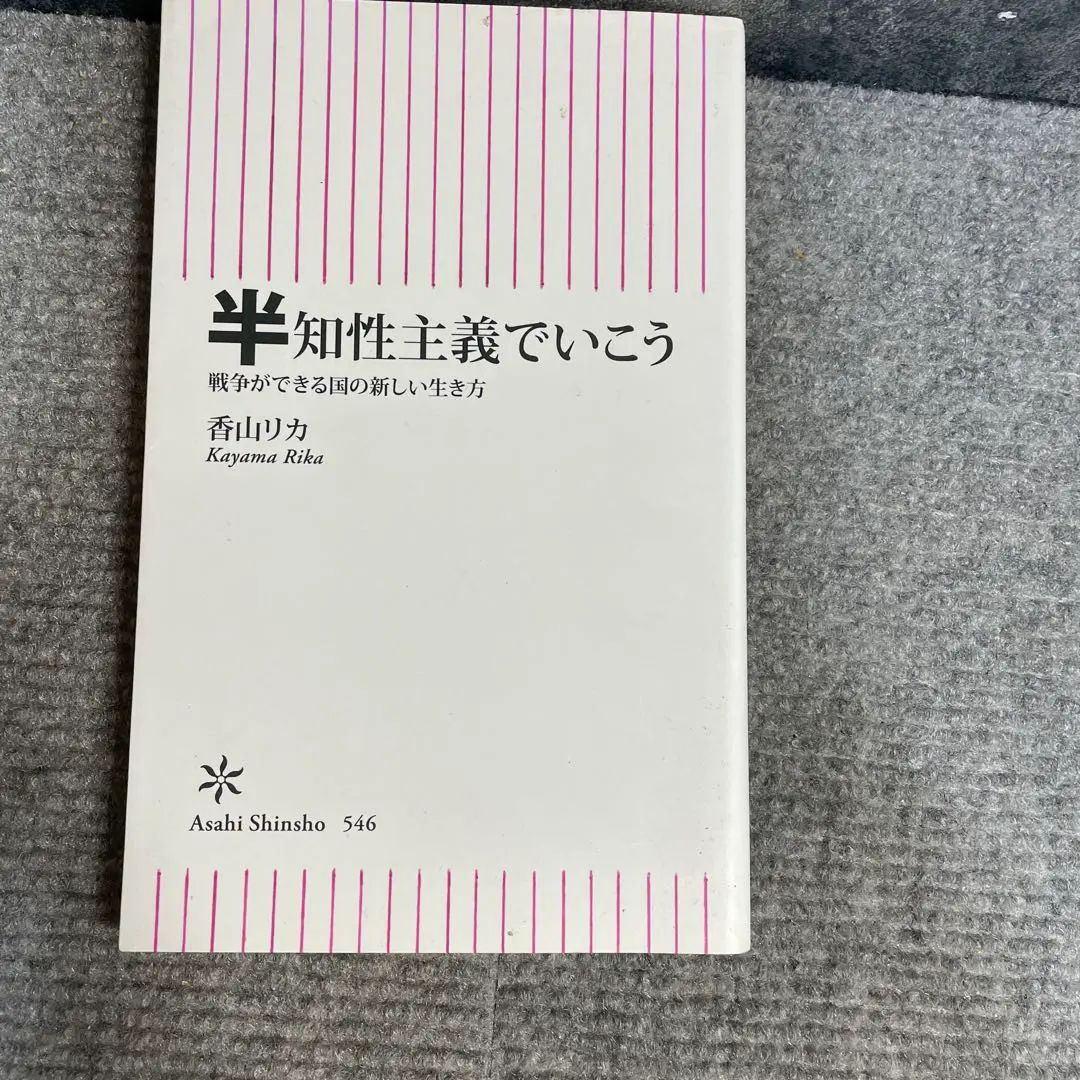 半知性主義でいこう
戦争ができる国の新しい生き方
香山リカ
Kayama Rika
Asahi Shinsho 546